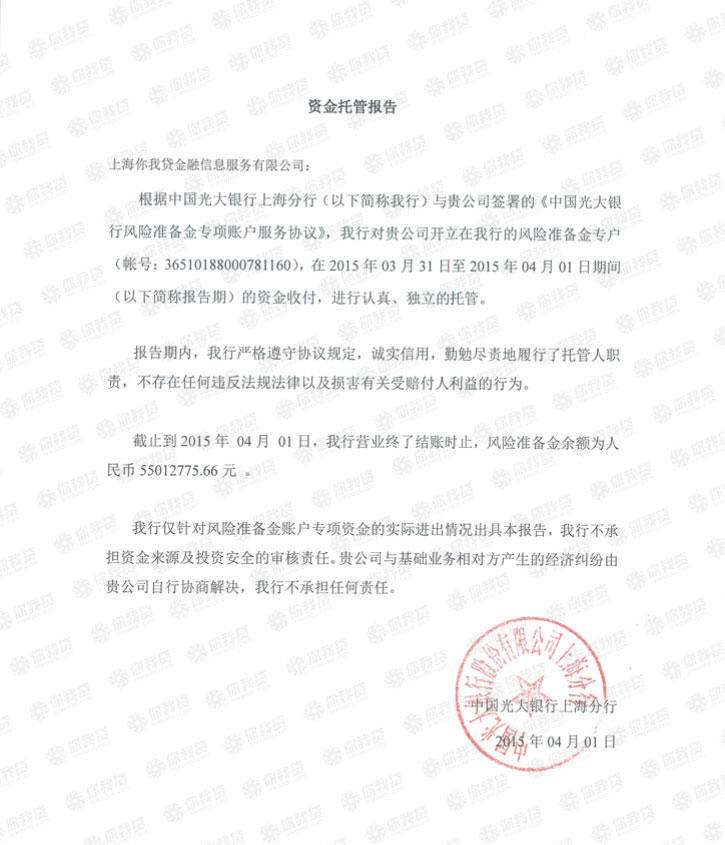 资金托管报告
上海你我贷金融信息服务有限公司：
根据中国光大银行上海分行（以下简称我行）与贵公司签署的《中国光大银
行风险准备金专项账户服务协议》，我行对贵公司开立在我行的风险准备金专户
（帐号：36510188000781160），在 2015 年 03 月 31 日至 2015 年 04 月 01 日期间
（以下简称报告期）的资金收付，进行认真、独立的托管。
报告期内，我行严格遵守协议规定，诚实信用，勤勉尽责地履行了托管人职
责，不存在任何违反法规法律以及损害有关受赔付人利益的行为。
截止到 2015 年 04 月 01 日，我行营业终了结账时止，风险准备金余额为人
民币 55012775.66 元 。
我行仅针对风险准备金账户专项资金的实际进出情况出具本报告，我行不承
担资金来源及投资安全的审核责任。贵公司与基础业务相对方产生的经济纠纷由
贵公司自行协商解决，我行不承担任何责任。
中国光大银行股份有限公司上海分行
中国光大银行上海分行
2015 年 04 月 01 日
你我贷